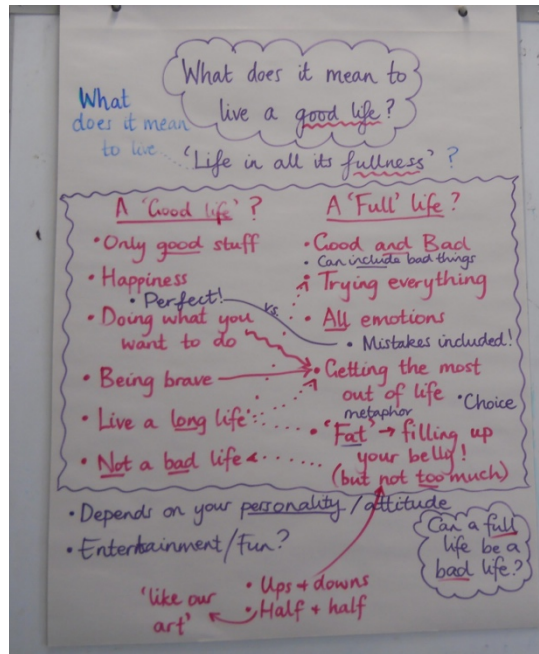 What does it mean to
live a good life?
What
does it mean
to live
'Life in all its fullness' ?
A 'Good life' ?
• Only good stuff
• Happiness
• Perfect!
• Doing what you
want to do
• Being brave
• Live a long life
• Not a bad life
vs.
A 'Full' life ?
• Good and Bad
• Can include bad things
• Trying everything
• All emotions
• Mistakes included!
• Getting the most
out of life
• Choice
metaphor
• 'Fat' → filling up
your belly!
(but not too much)
• Depends on your personality / attitude
• Entertainment/Fun?
• Ups + downs
• Half + half
'like our
art'
Can a full
life be a
bad life?